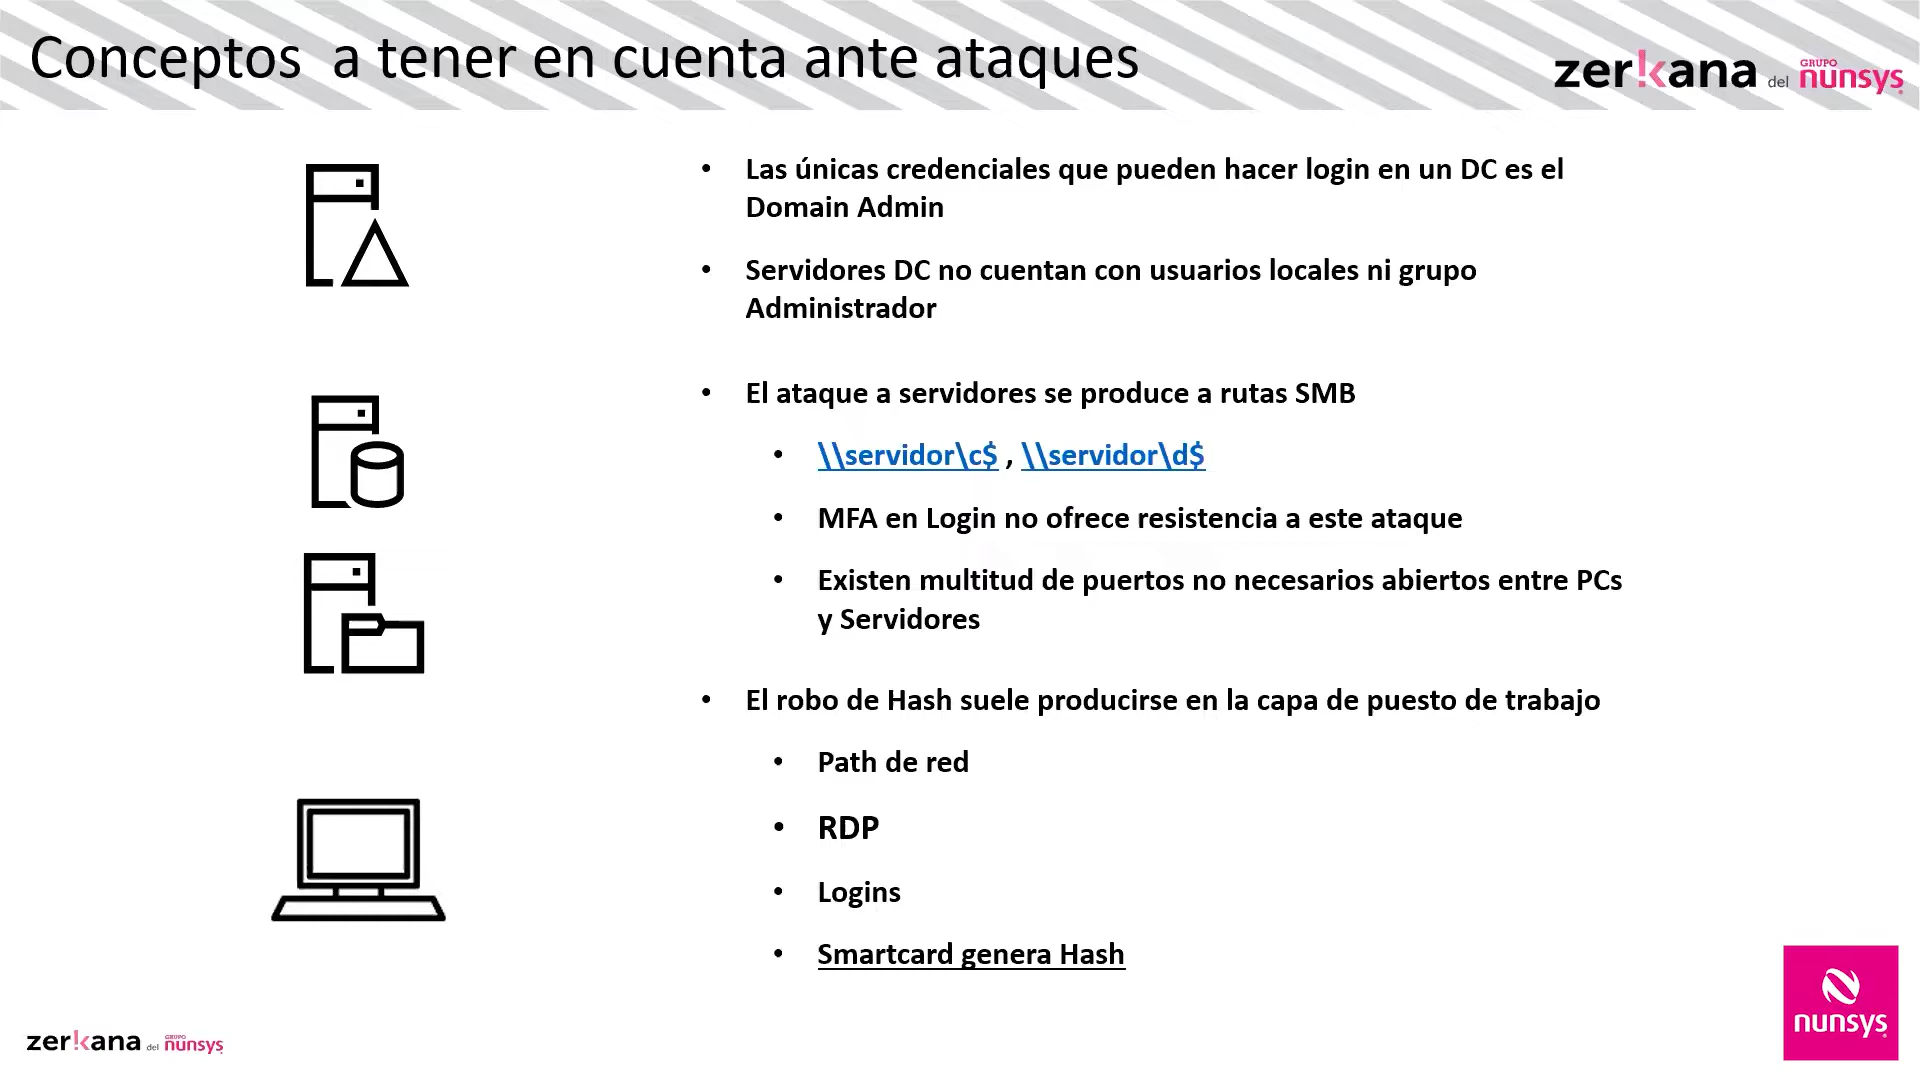 Conceptos  a tener en cuenta ante ataques
zer!kana del GRUPO nunsys
• Las únicas credenciales que pueden hacer login en un DC es el
Domain Admin
• Servidores DC no cuentan con usuarios locales ni grupo
Administrador
• El ataque a servidores se produce a rutas SMB
• \\servidor\c$ , \\servidor\d$
• MFA en Login no ofrece resistencia a este ataque
• Existen multitud de puertos no necesarios abiertos entre PCs
y Servidores
• El robo de Hash suele producirse en la capa de puesto de trabajo
• Path de red
• RDP
• Logins
• Smartcard genera Hash
nunsys
zer!kana del GRUPO nunsys